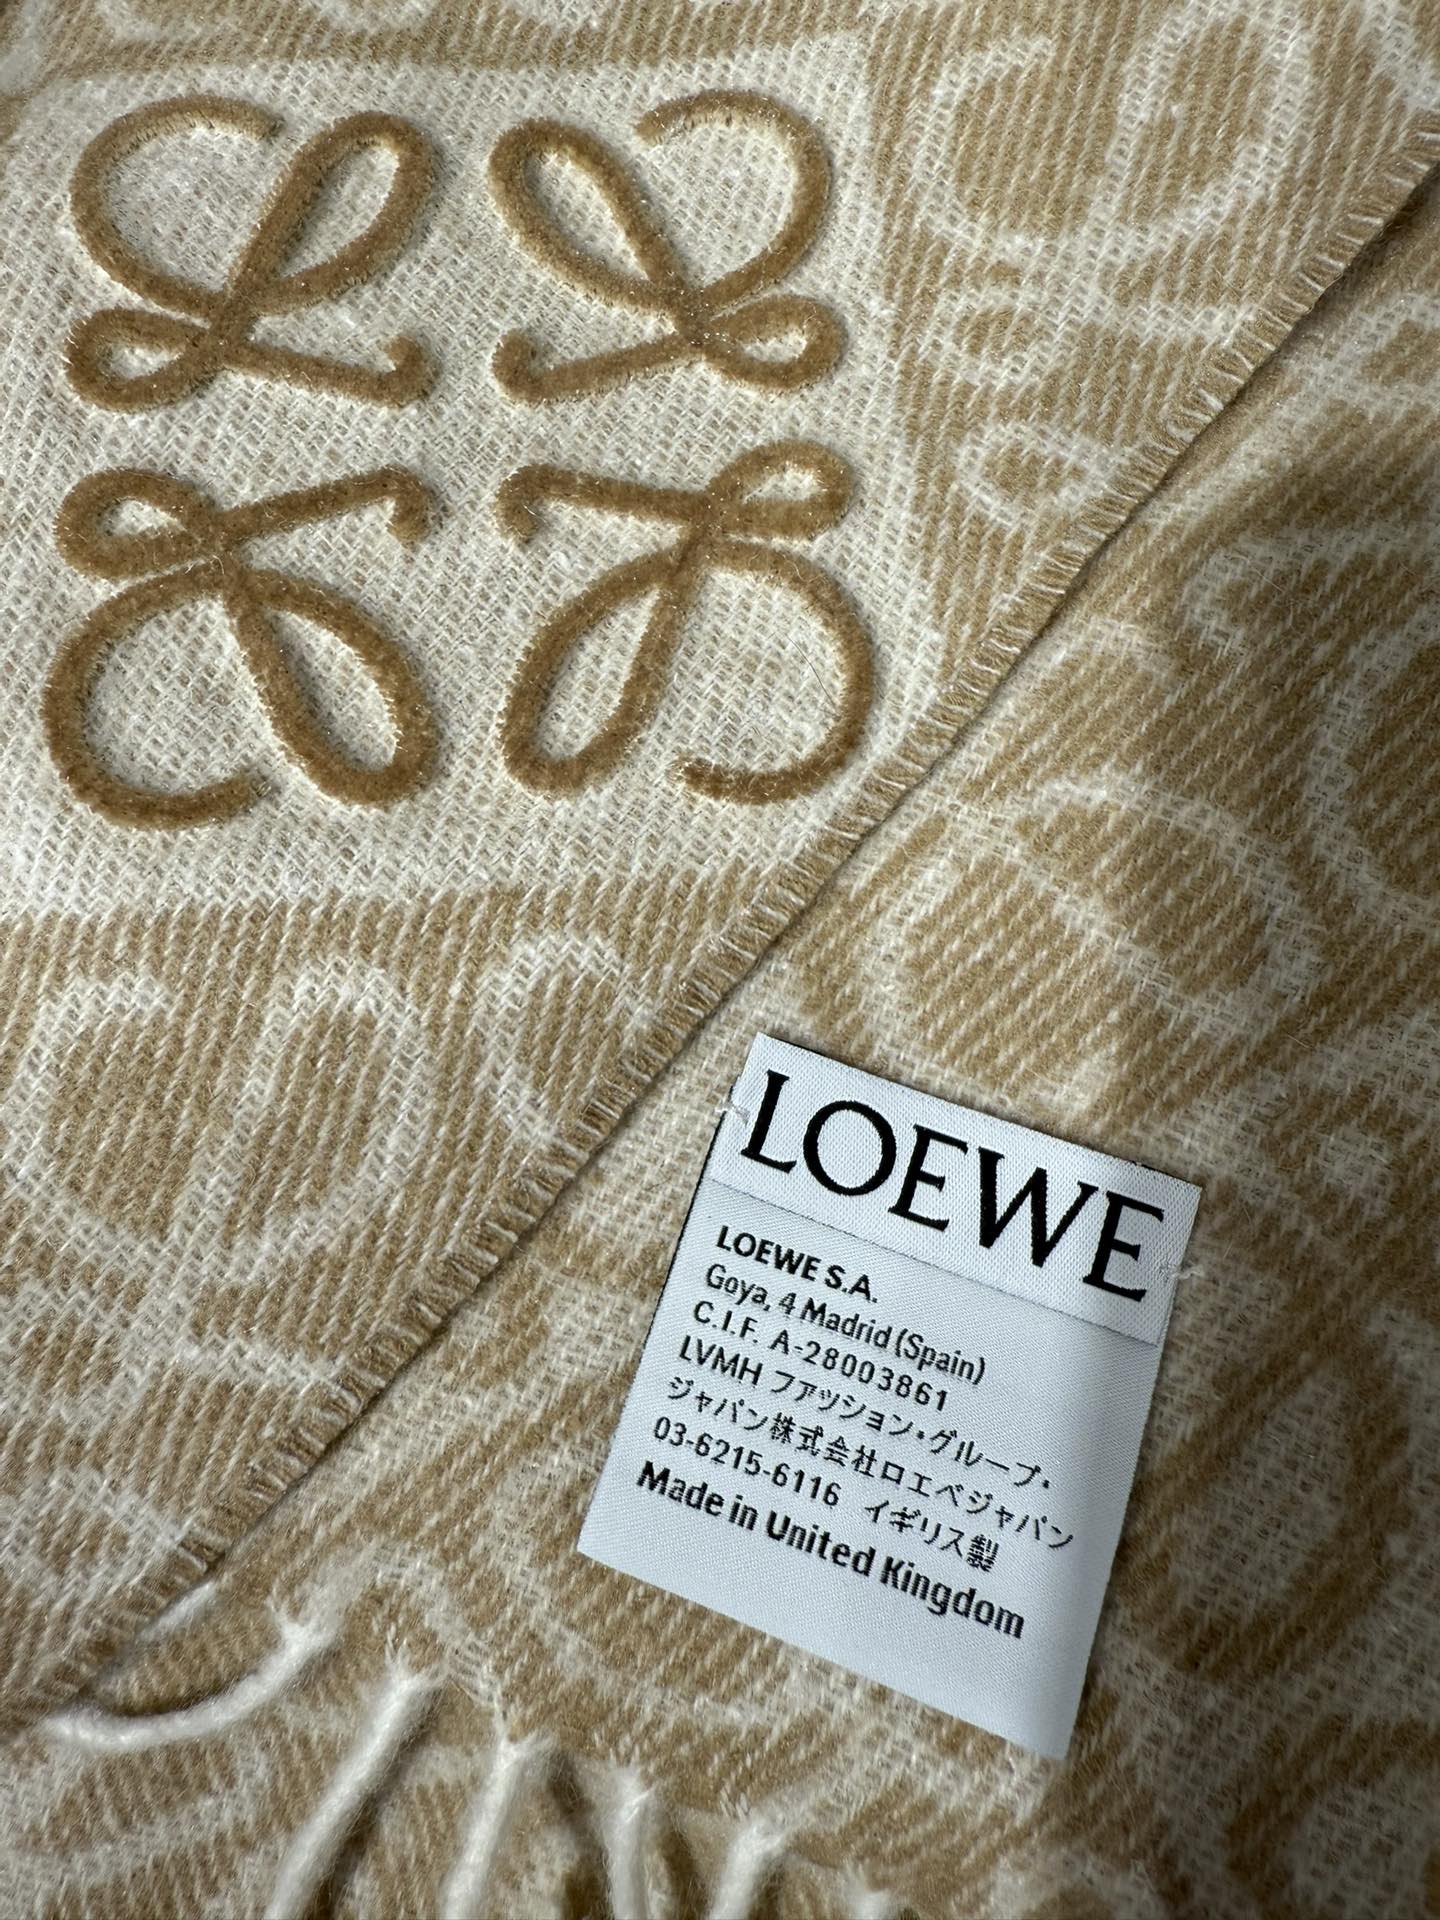 LOEWE
LOEWE S.A.
Goya, 4 Madrid (Spain)
C.I.F. A-28003861
LVMH ファッション・グループ・
ジャパン株式会社ロエベジャパン
03-6215-6116 イギリス製
Made in United Kingdom